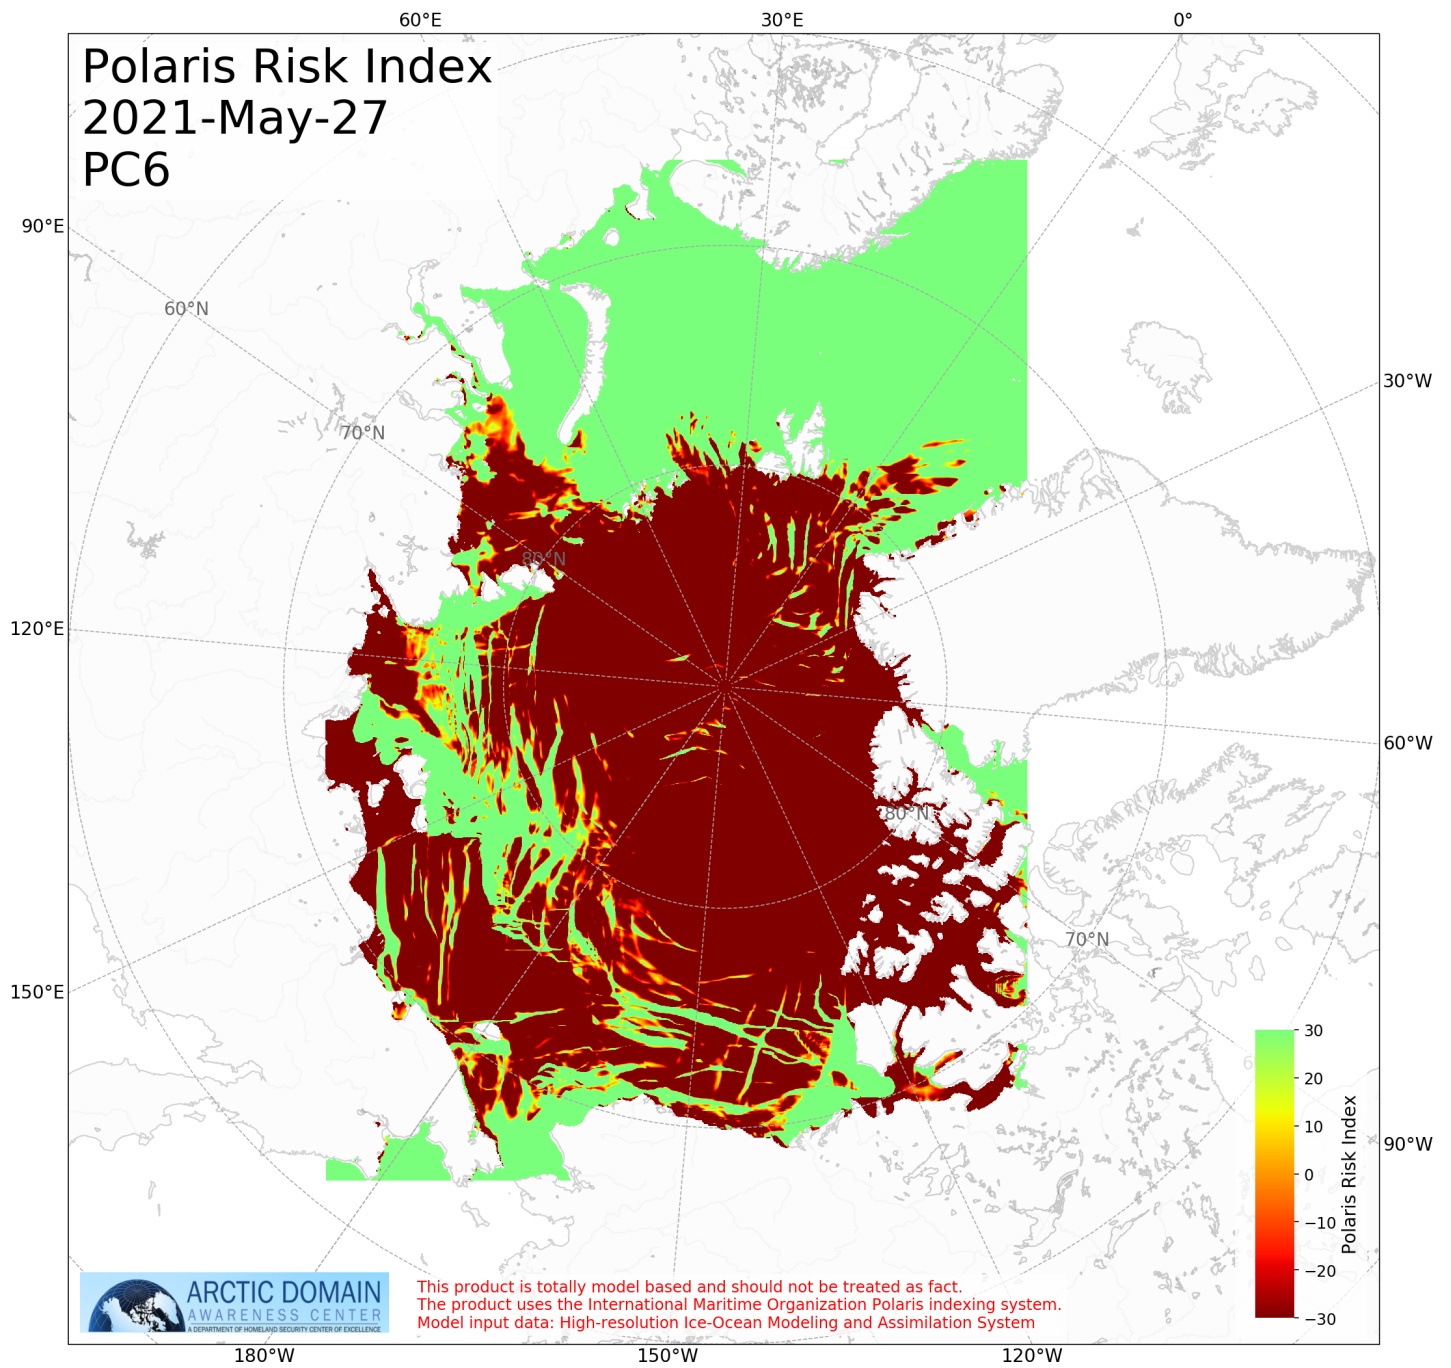 60°E
30°E
0°
Polaris Risk Index
2021-May-27
PC6
90°E
60°N
30°W
70°N
80°N
120°E
60°W
80°N
70°N
150°E
30
20
10
0
−10
−20
−30
Polaris Risk Index
90°W
ARCTIC DOMAIN
AWARENESS CENTER
A DEPARTMENT OF HOMELAND SECURITY CENTER OF EXCELLENCE
This product is totally model based and should not be treated as fact.
The product uses the International Maritime Organization Polaris indexing system.
Model input data: High-resolution Ice-Ocean Modeling and Assimilation System
180°W
150°W
120°W